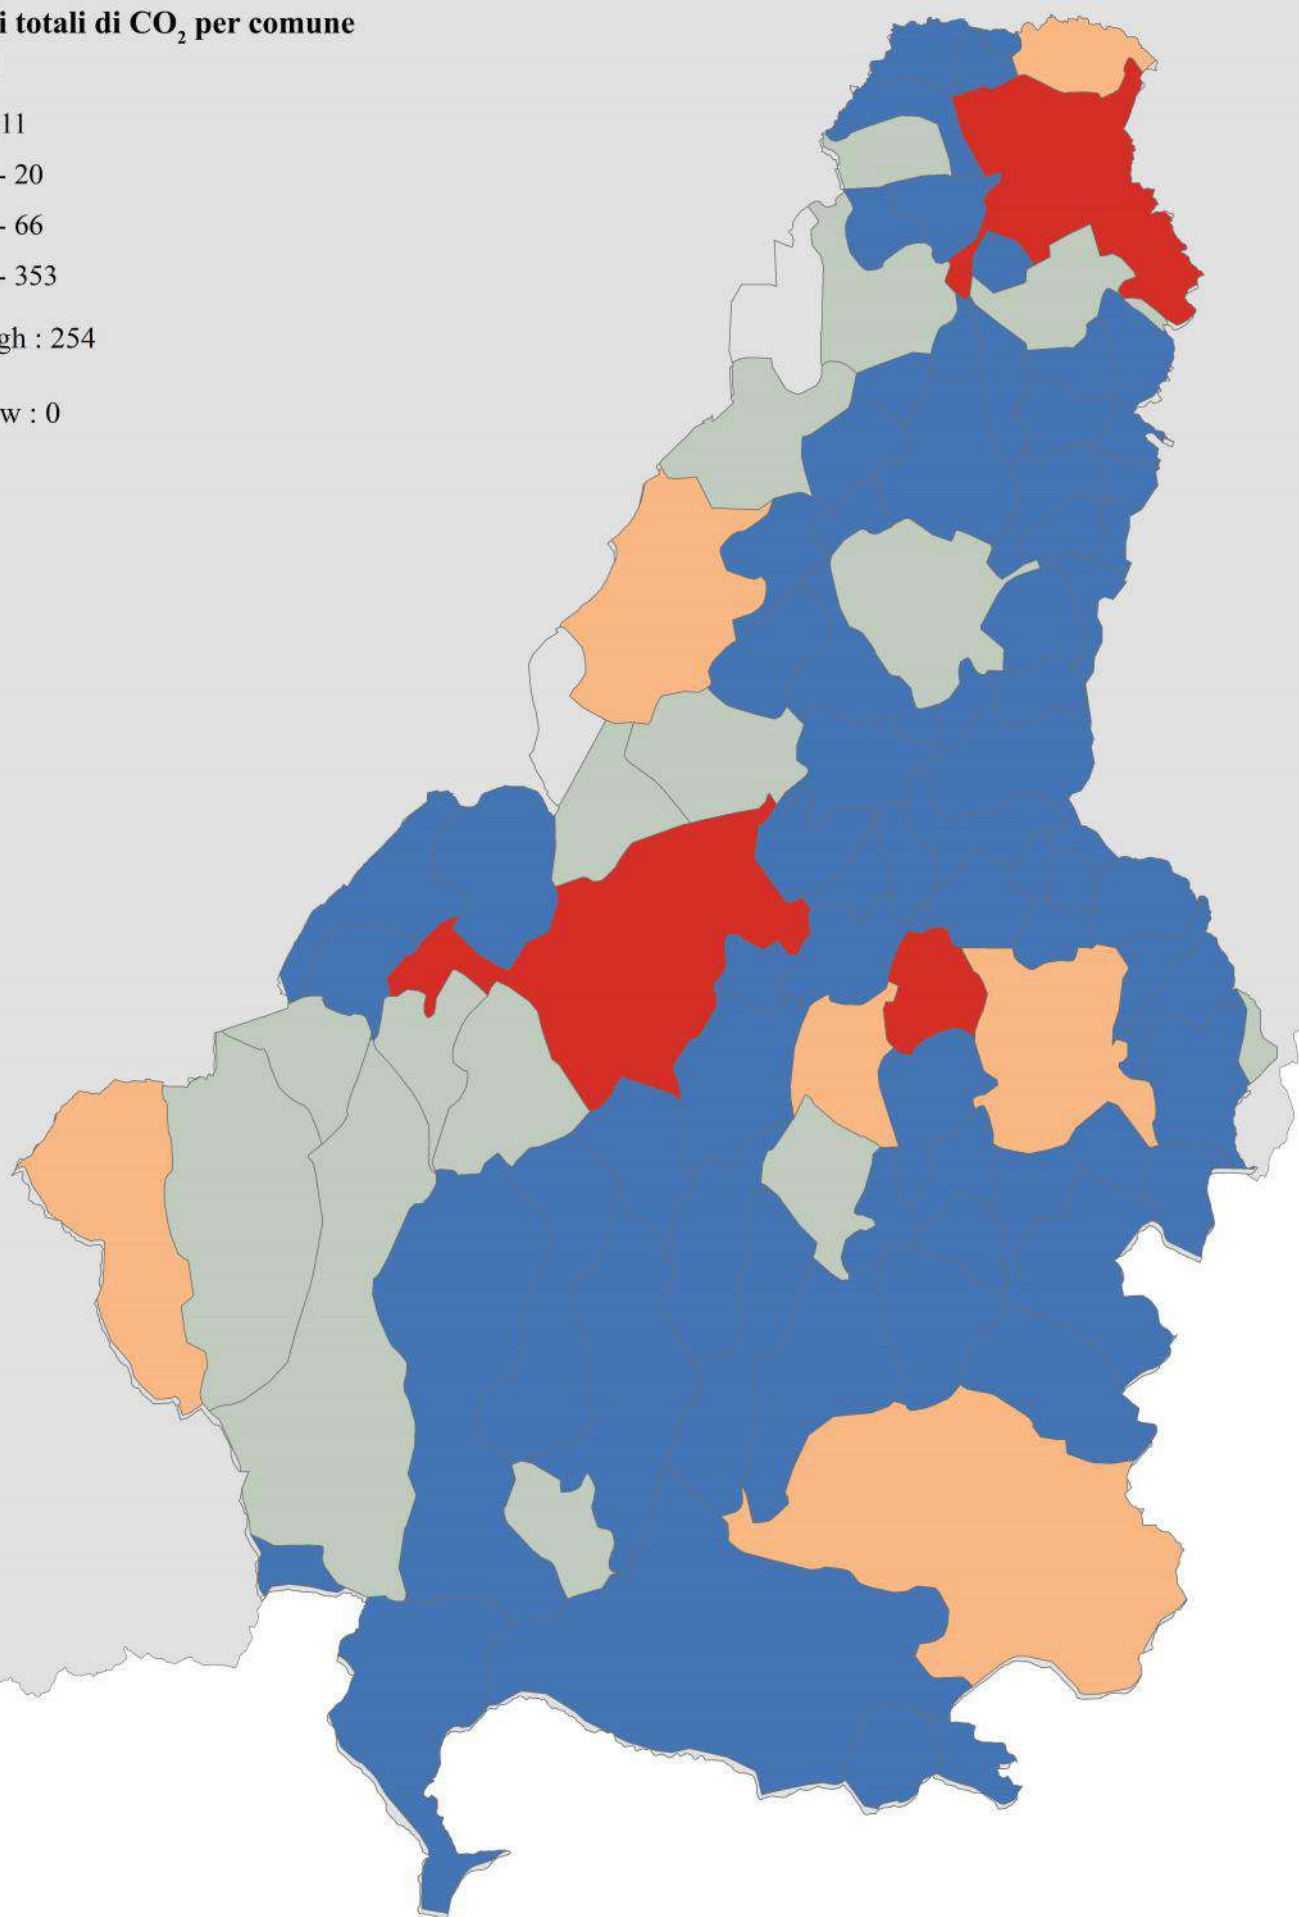 i totali di CO₂ per comune
11
- 20
- 66
- 353
gh : 254
w : 0